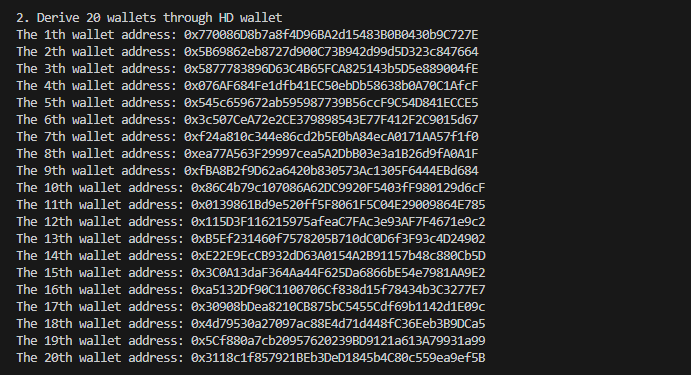 2. Derive 20 wallets through HD wallet
The 1th wallet address: 0x770086D8b7a8f4D96BA2d15483B0B0430b9C727E
The 2th wallet address: 0x5B69862eb8727d900C73B942d99d5D323c847664
The 3th wallet address: 0x5877783896D63C4B65FCA825143b5D5e889004fE
The 4th wallet address: 0x076AF684Fe1dfb41EC50ebDb58638b0A70C1AfcF
The 5th wallet address: 0x545c659672ab595987739B56ccF9C54D841ECCE5
The 6th wallet address: 0x3c507CeA72e2CE379898543E77F412F2C9015d67
The 7th wallet address: 0xf24a810c344e86cd2b5E0bA84ecA0171AA57f1f0
The 8th wallet address: 0xea77A563F29997cea5A2DbB03e3a1B26d9fA0A1F
The 9th wallet address: 0xfBA8B2f9D62a6420b830573Ac1305F6444EBd684
The 10th wallet address: 0x86C4b79c107086A62DC9920F5403fF980129d6cF
The 11th wallet address: 0x0139861Bd9e520ff5F8061F5C04E29009864E785
The 12th wallet address: 0x115D3F116215975afeaC7FAc3e93AF7F4671e9c2
The 13th wallet address: 0xB5Ef231460f7578205B710dC0D6f3F93c4D24902
The 14th wallet address: 0xE22E9EcCB932dD63A0154A2B91157b48c880Cb5D
The 15th wallet address: 0x3C0A13daF364Aa44F625Da6866bE54e7981AA9E2
The 16th wallet address: 0xa5132Df90C1100706Cf838d15f78434b3C3277E7
The 17th wallet address: 0x30908bDea8210CB875bC5455Cdf69b1142d1E09c
The 18th wallet address: 0x4d79530a27097ac88E4d71d448fC36Eeb3B9DCa5
The 19th wallet address: 0x5Cf880a7cb20957620239BD9121a613A79931a99
The 20th wallet address: 0x3118c1f857921BEb3DeD1845b4C80c559ea9ef5B